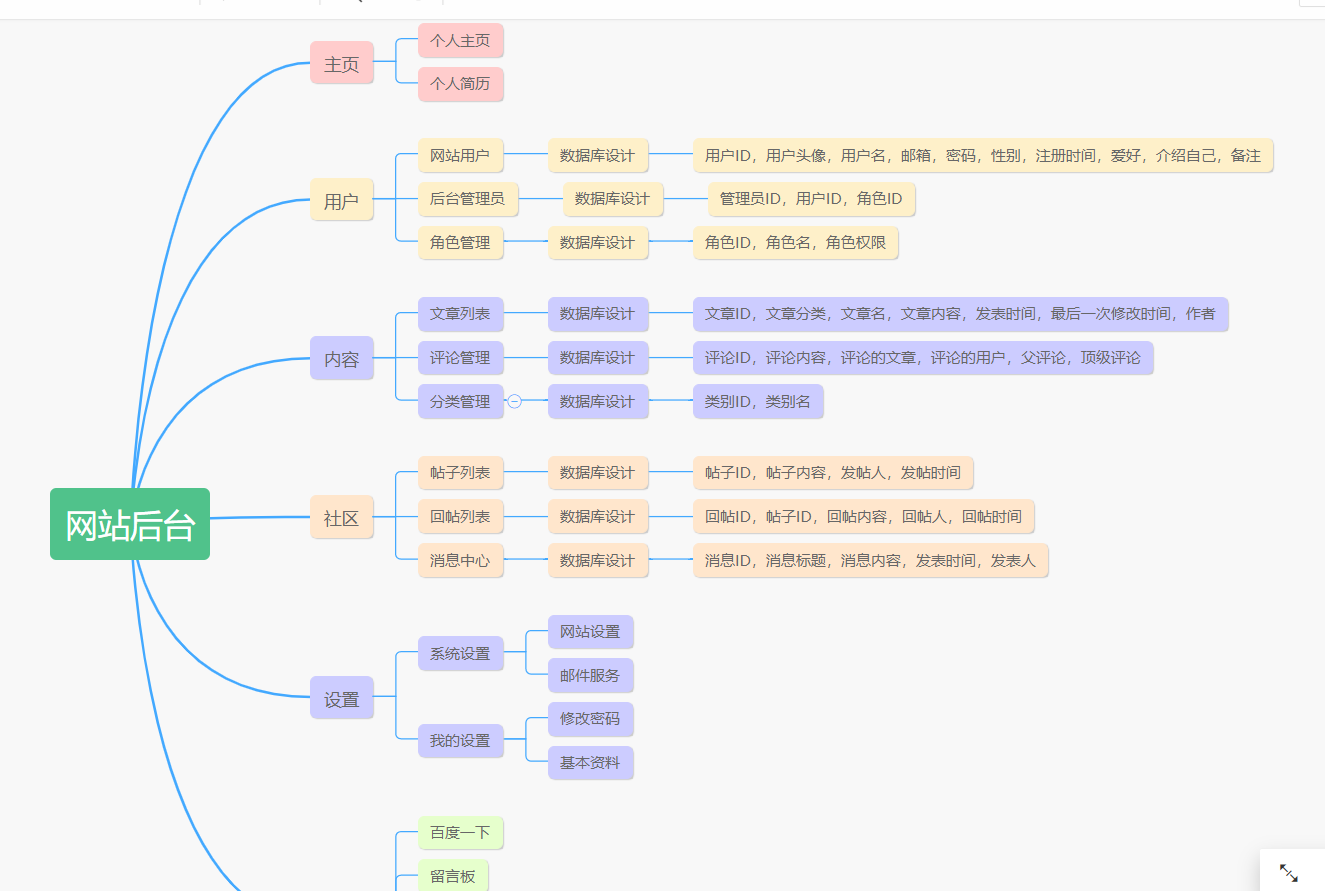 网站后台
主页
个人主页
个人简历
用户
网站用户 数据库设计 用户ID，用户头像，用户名，邮箱，密码，性别，注册时间，爱好，介绍自己，备注
后台管理员 数据库设计 管理员ID，用户ID，角色ID
角色管理 数据库设计 角色ID，角色名，角色权限
内容
文章列表 数据库设计 文章ID，文章分类，文章名，文章内容，发表时间，最后一次修改时间，作者
评论管理 数据库设计 评论ID，评论内容，评论的文章，评论的用户，父评论，顶级评论
分类管理 数据库设计 类别ID，类别名
社区
帖子列表 数据库设计 帖子ID，帖子内容，发帖人，发帖时间
回帖列表 数据库设计 回帖ID，帖子ID，回帖内容，回帖人，回帖时间
消息中心 数据库设计 消息ID，消息标题，消息内容，发表时间，发表人
设置
系统设置
网站设置
邮件服务
我的设置
修改密码
基本资料
百度一下
留言板